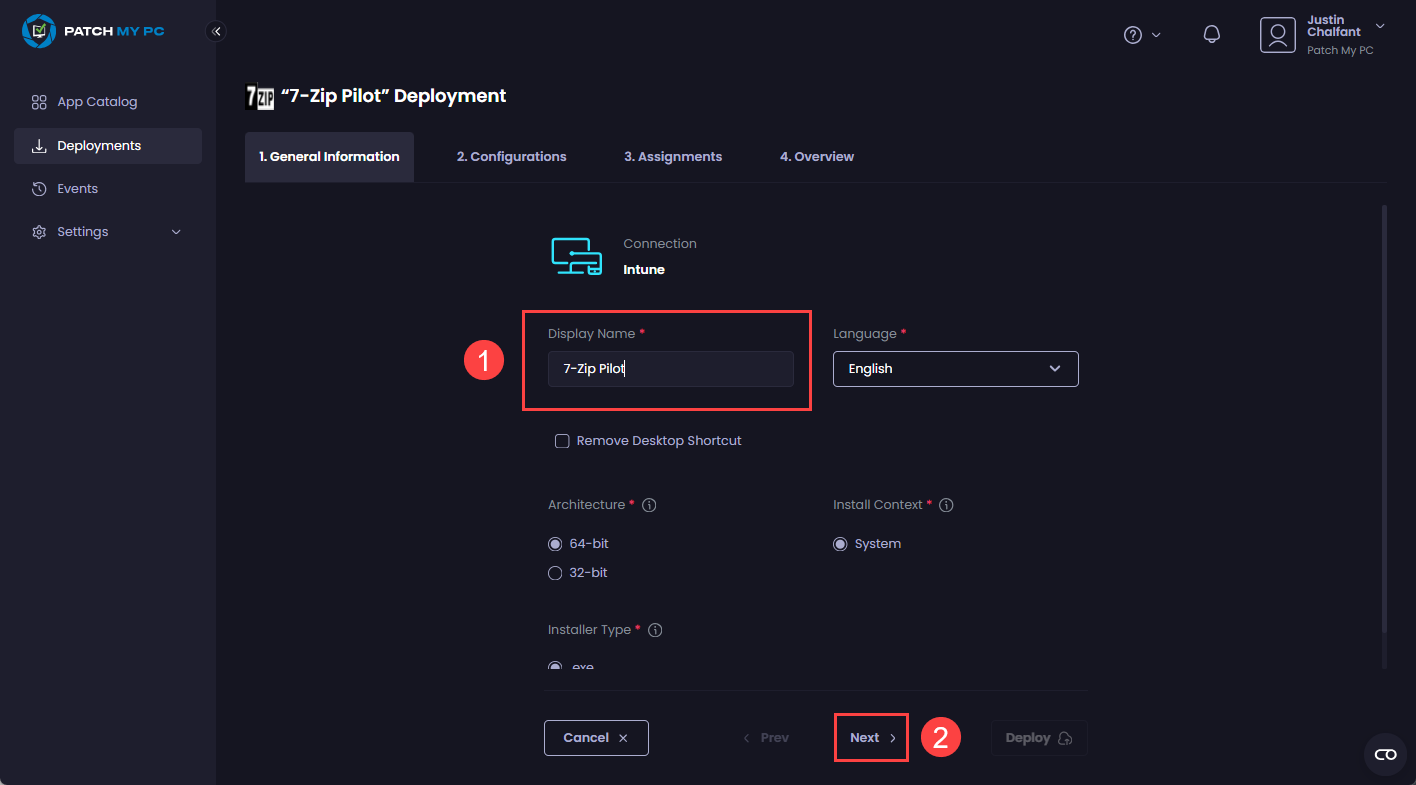 PATCH MY PC
Justin
Chalfant
Patch My PC
App Catalog
Deployments
Events
Settings
7ZIP “7-Zip Pilot” Deployment
1. General Information 2. Configurations 3. Assignments 4. Overview
Connection
Intune
1
Display Name * Language *
7-Zip Pilot English
Remove Desktop Shortcut
Architecture * Install Context *
64-bit System
32-bit
Installer Type *
.exe
Cancel Prev Next 2 Deploy